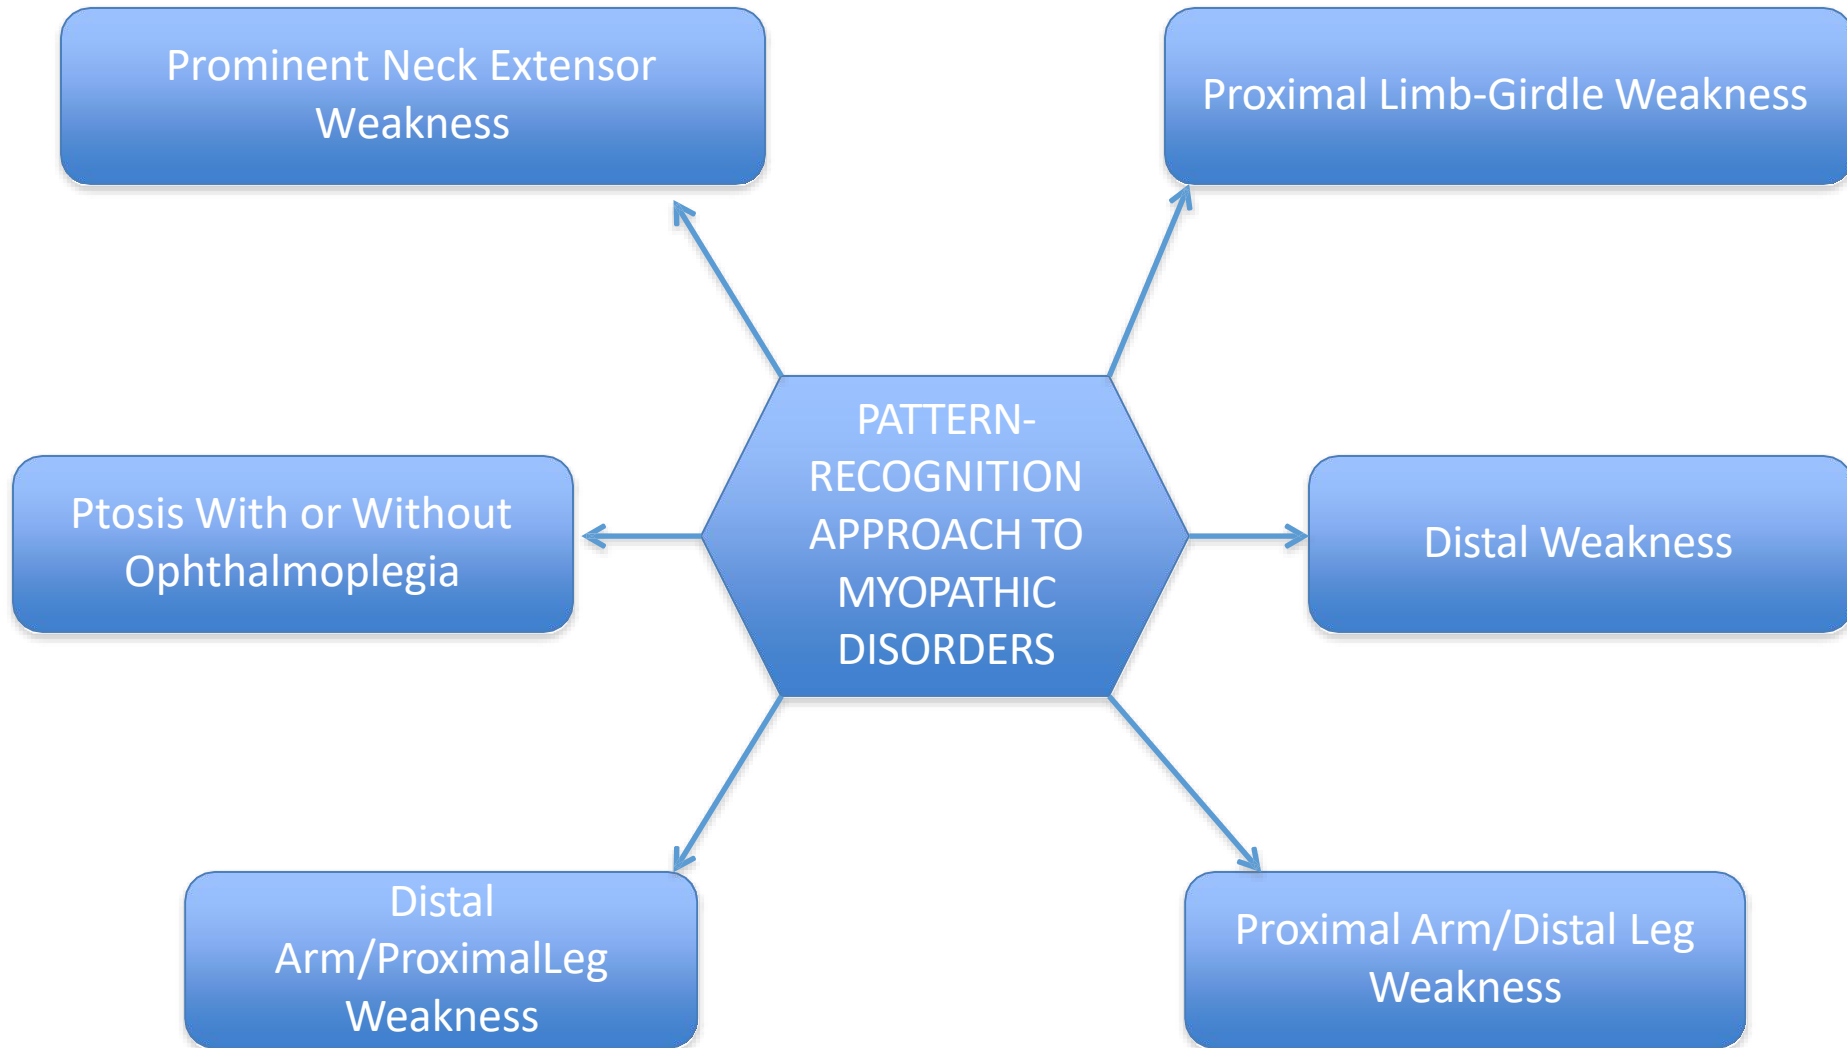 Prominent Neck Extensor
Weakness
Proximal Limb-Girdle Weakness
PATTERN-
RECOGNITION
APPROACH TO
MYOPATHIC
DISORDERS
Ptosis With or Without
Ophthalmoplegia
Distal Weakness
Distal
Arm/ProximalLeg
Weakness
Proximal Arm/Distal Leg
Weakness